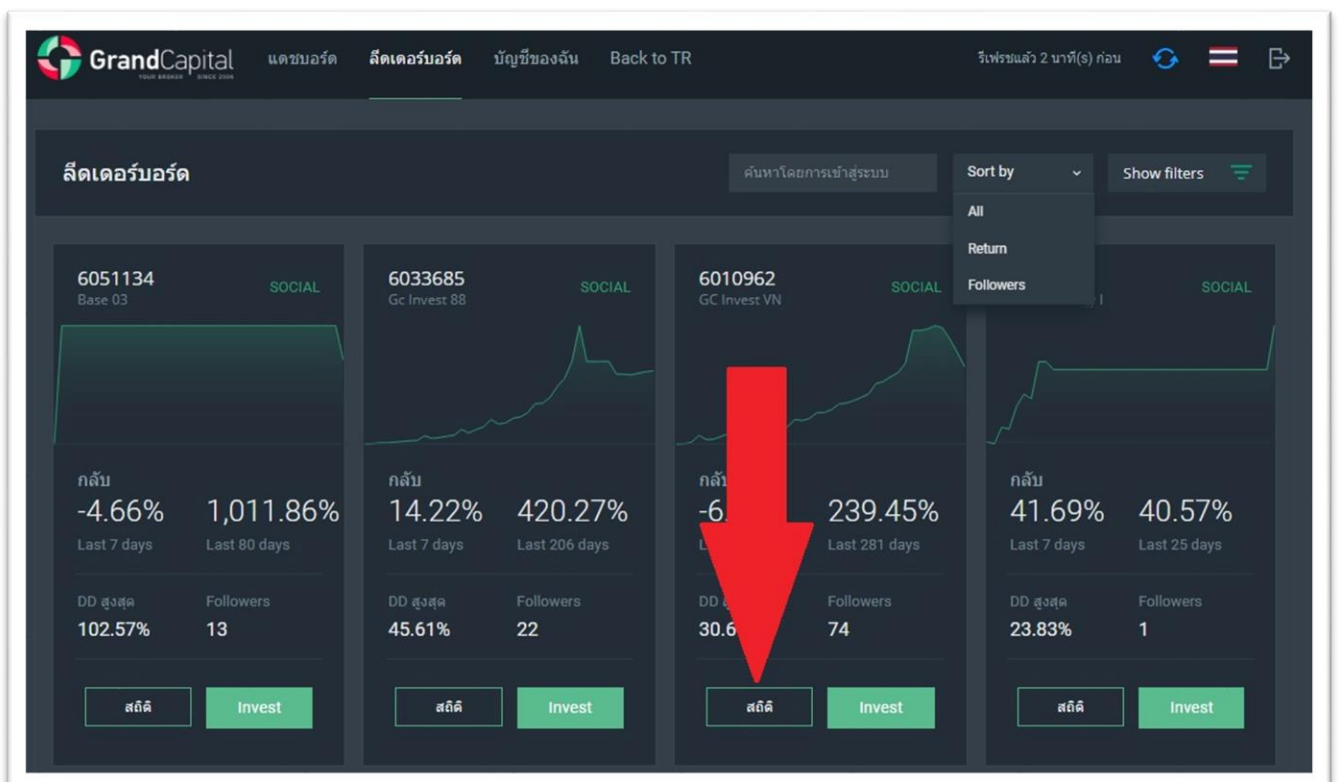 GrandCapital
YOUR BROKER SINCE 2006
แดชบอร์ด ลีดเดอร์บอร์ด บัญชีของฉัน Back to TR รีเฟรชแล้ว 2 นาที(s) ก่อน
ลีดเดอร์บอร์ด ค้นหาโดยการเข้าสู่ระบบ Sort by Show filters
All
Return
Followers
6051134 SOCIAL
Base 03
6033685 SOCIAL
Gc Invest 88
6010962 SOCIAL
GC Invest VN
SOCIAL
กลับ
-4.66% 1,011.86%
Last 7 days Last 80 days
DD สูงสุด Followers
102.57% 13
สถิติ Invest
กลับ
14.22% 420.27%
Last 7 days Last 206 days
DD สูงสุด Followers
45.61% 22
สถิติ Invest
-6. 239.45%
Last 281 days
DD Followers
30.6 74
สถิติ Invest
กลับ
41.69% 40.57%
Last 7 days Last 25 days
DD สูงสุด Followers
23.83% 1
สถิติ Invest